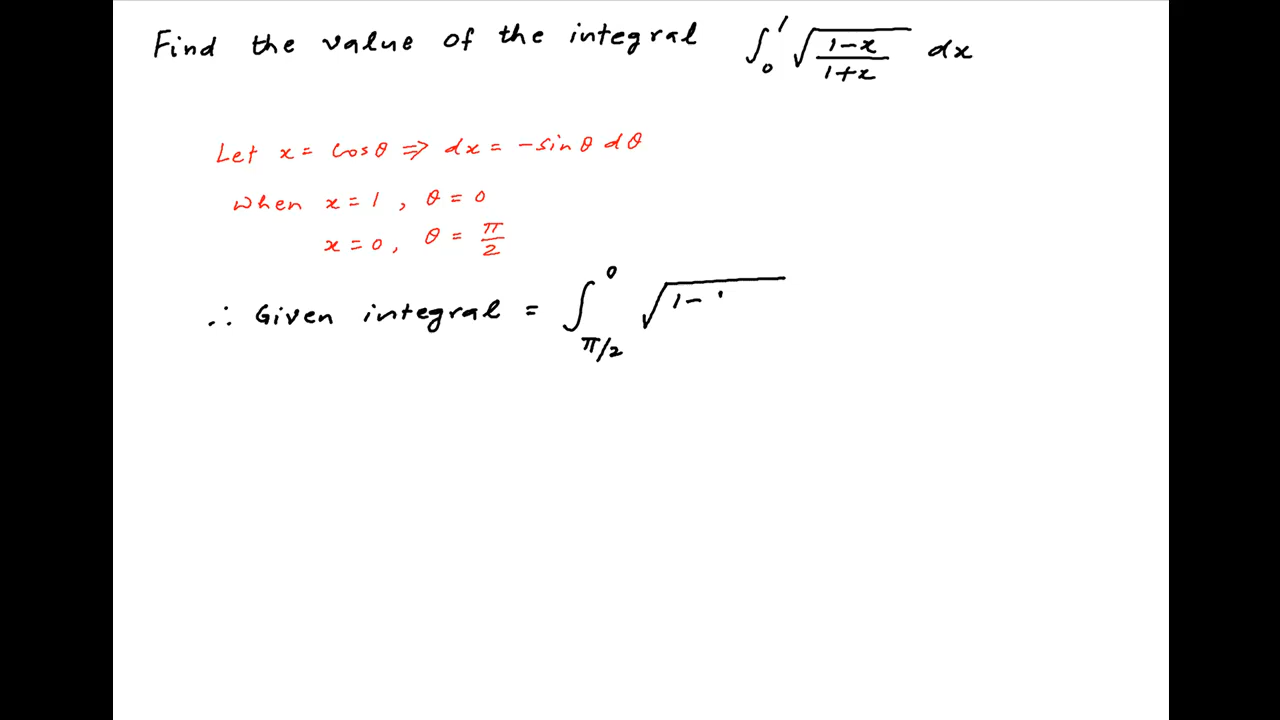 Find the value of the integral ∫₀¹ √((1-x)/(1+x)) dx
Let x = cosθ ⇒ dx = -sinθ dθ
When x = 1, θ = 0
x = 0, θ = π/2
∴ Given integral = ∫_{π/2}^{0} √(1-